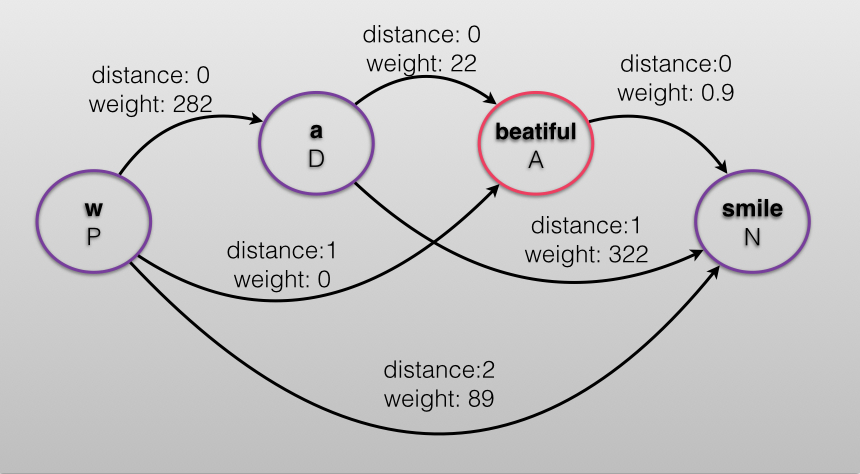 distance: 0
weight: 22
distance: 0
weight: 282
distance:0
weight: 0.9
a
D
beatiful
A
w
P
smile
N
distance:1
weight: 0
distance:1
weight: 322
distance:2
weight: 89